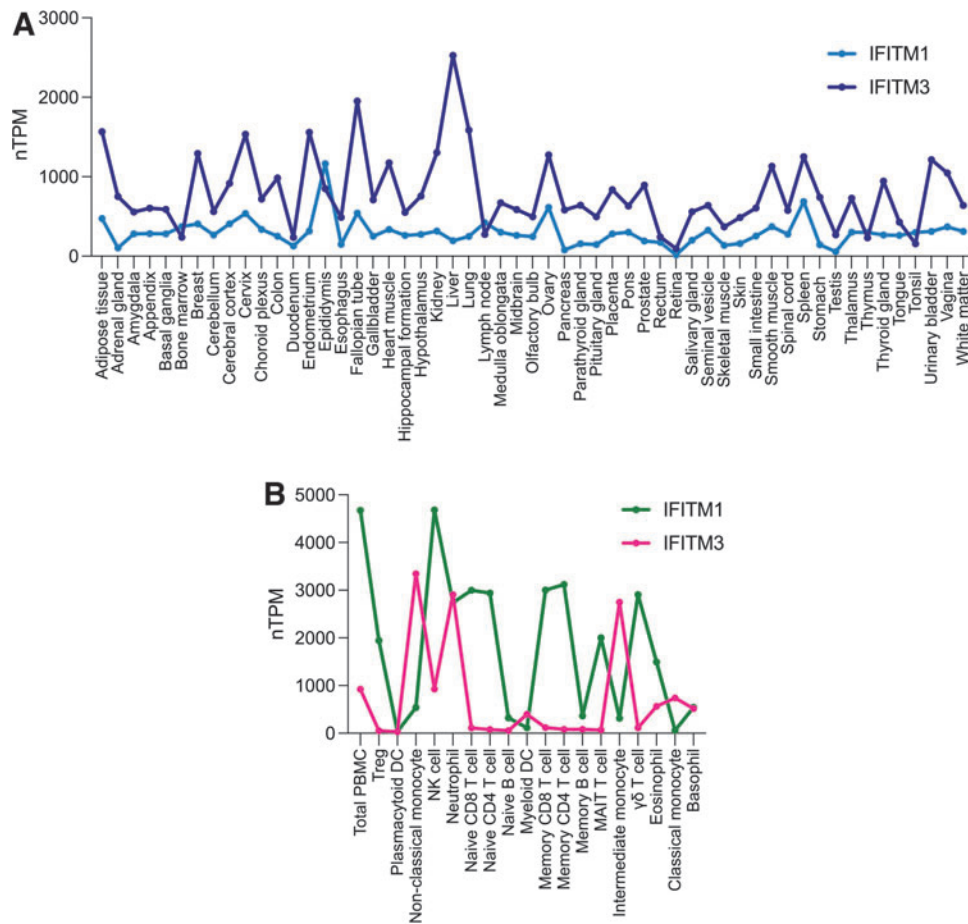 A
3000
2000
1000
0
nTPM
IFITM1
IFITM3
Adipose tissue
Adrenal gland
Amygdala
Appendix
Basal ganglia
Bone marrow
Breast
Cerebellum
Cerebral cortex
Cervix
Choroid plexus
Colon
Duodenum
Endometrium
Epididymis
Esophagus
Fallopian tube
Gallbladder
Heart muscle
Hippocampal formation
Hypothalamus
Kidney
Liver
Lung
Lymph node
Medulla oblongata
Midbrain
Olfactory bulb
Ovary
Pancreas
Parathyroid gland
Pituitary gland
Placenta
Pons
Prostate
Rectum
Retina
Salivary gland
Seminal vesicle
Skeletal muscle
Skin
Small intestine
Smooth muscle
Spinal cord
Spleen
Stomach
Testis
Thalamus
Thymus
Thyroid gland
Tongue
Tonsil
Urinary bladder
Vagina
White matter
B
5000
4000
3000
2000
1000
0
nTPM
IFITM1
IFITM3
Total PBMC
Treg
Plasmacytoid DC
Non-classical monocyte
NK cell
Neutrophil
Naive CD8 T cell
Naive CD4 T cell
Naive B cell
Myeloid DC
Memory CD8 T cell
Memory CD4 T cell
Memory B cell
MAIT T cell
Intermediate monocyte
γδ T cell
Eosinophil
Classical monocyte
Basophil